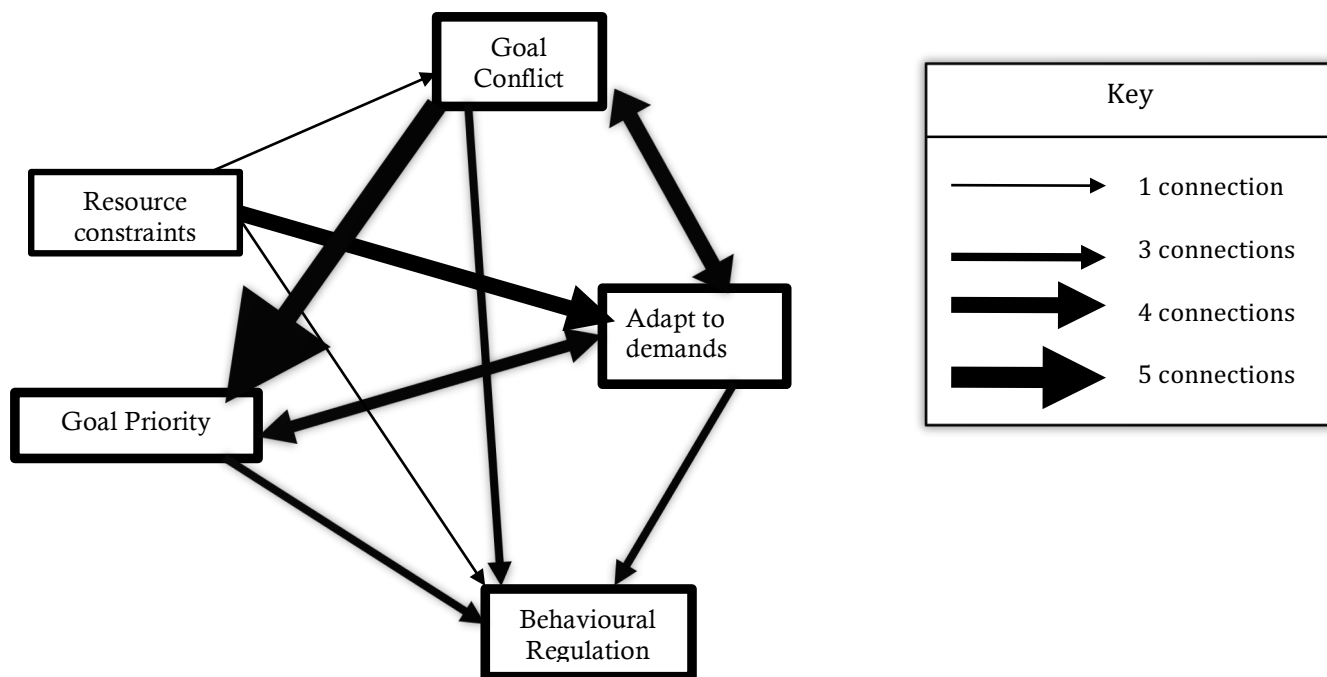 Goal
Conflict
Key
Resource
constraints
1 connection
3 connections
4 connections
5 connections
Adapt to
demands
Goal Priority
Behavioural
Regulation